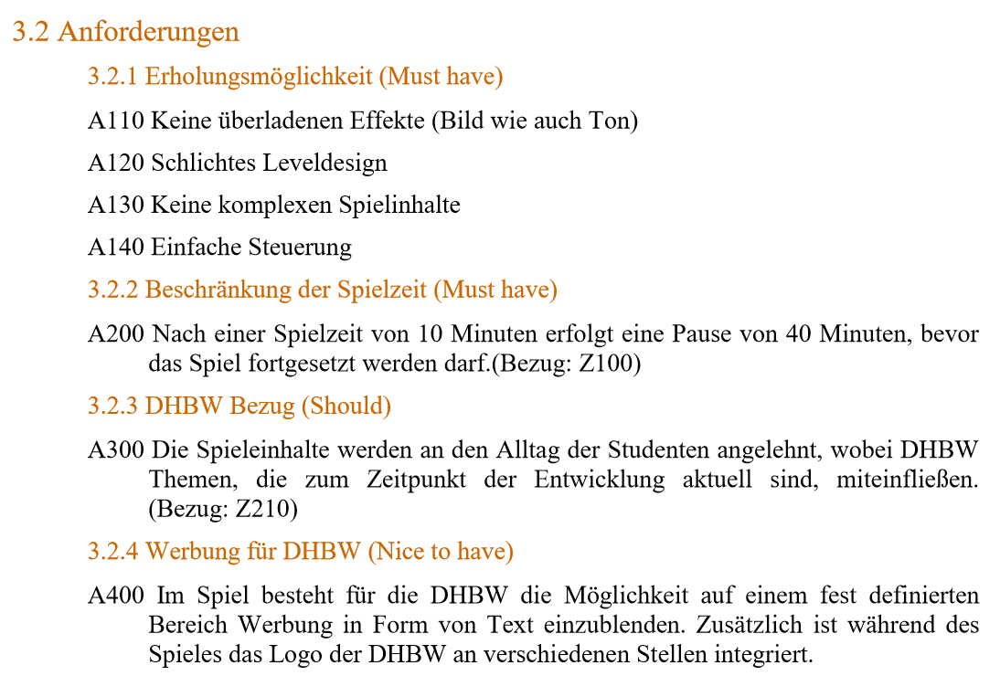 3.2 Anforderungen
3.2.1 Erholungsmöglichkeit (Must have)
A110 Keine überladenen Effekte (Bild wie auch Ton)
A120 Schlichtes Leveldesign
A130 Keine komplexen Spielinhalte
A140 Einfache Steuerung
3.2.2 Beschränkung der Spielzeit (Must have)
A200 Nach einer Spielzeit von 10 Minuten erfolgt eine Pause von 40 Minuten, bevor
das Spiel fortgesetzt werden darf.(Bezug: Z100)
3.2.3 DHBW Bezug (Should)
A300 Die Spieleinhalte werden an den Alltag der Studenten angelehnt, wobei DHBW
Themen, die zum Zeitpunkt der Entwicklung aktuell sind, miteinfließen.
(Bezug: Z210)
3.2.4 Werbung für DHBW (Nice to have)
A400 Im Spiel besteht für die DHBW die Möglichkeit auf einem fest definierten
Bereich Werbung in Form von Text einzublenden. Zusätzlich ist während des
Spieles das Logo der DHBW an verschiedenen Stellen integriert.